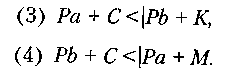 (3) Pa + C <|Pb + K,
(4) Pb + C <|Pa + M.